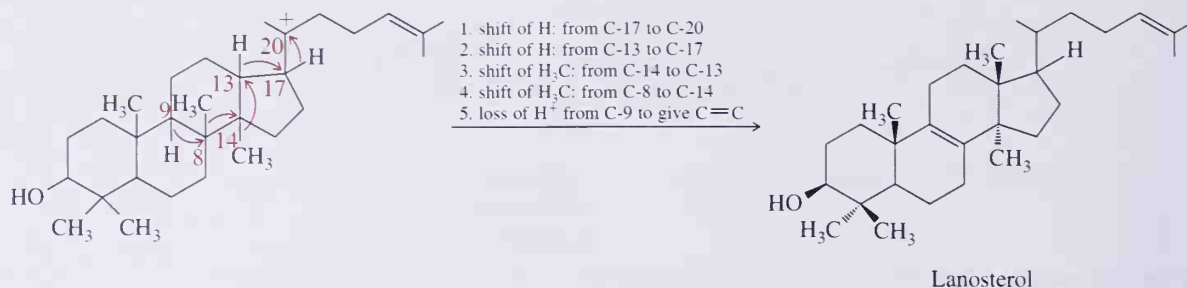 +
20
H
H
13
17
1. shift of H: from C-17 to C-20
2. shift of H: from C-13 to C-17
3. shift of H₃C: from C-14 to C-13
4. shift of H₃C: from C-8 to C-14
5. loss of H⁺ from C-9 to give C=C
H₃C
9
H₃C
H
8
14
CH₃
HO
CH₃
CH₃
H₃C
H
H₃C
CH₃
HO
H₃C
CH₃
Lanosterol